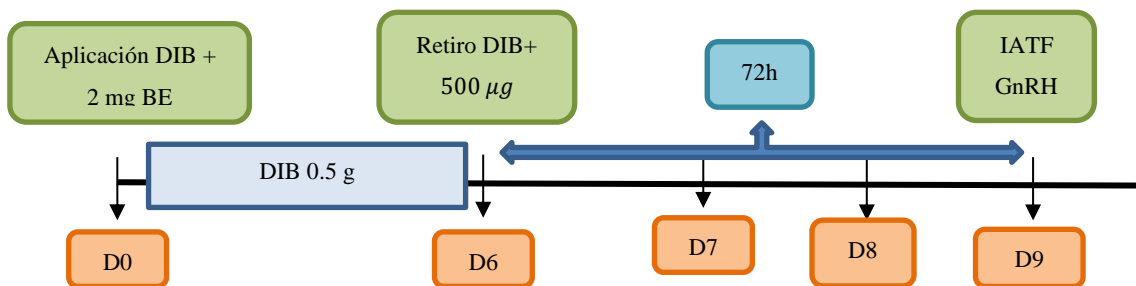 Aplicación DIB +
2 mg BE
Retiro DIB+
500 µg
72h
IATF
GnRH
DIB 0.5 g
D0
D6
D7
D8
D9